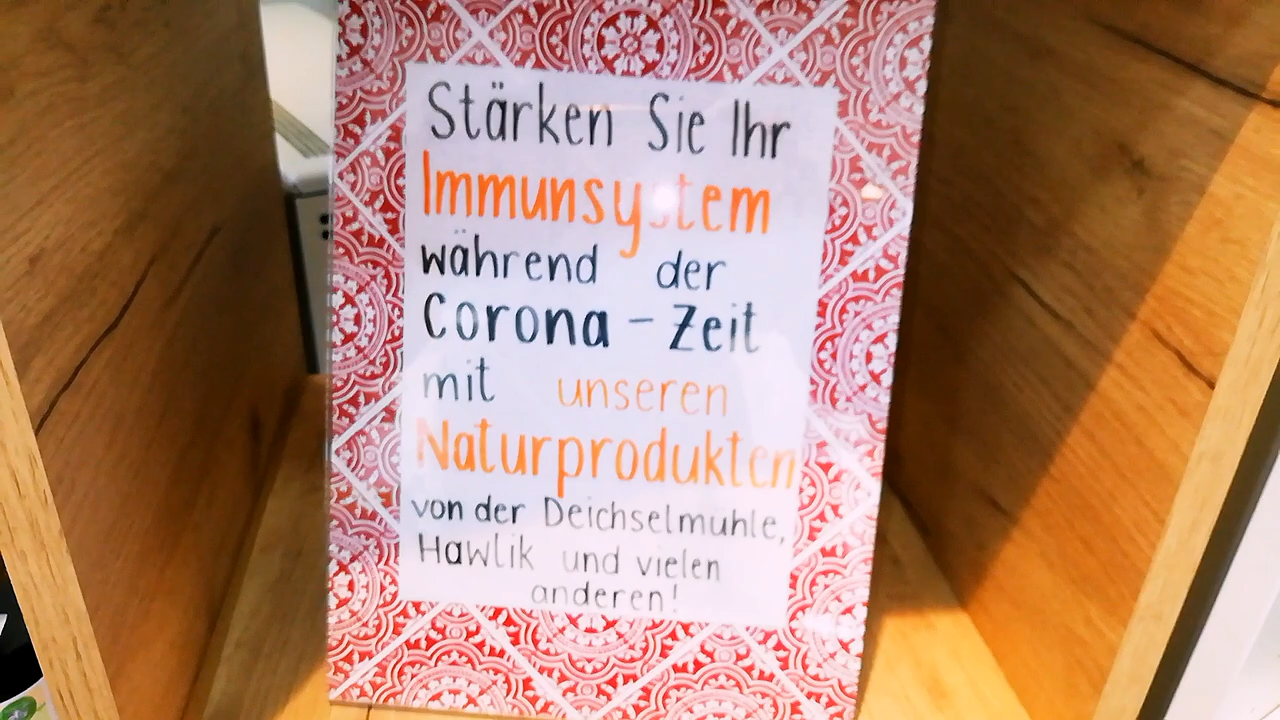 Stärken Sie Ihr
Immunsystem
während der
Corona - Zeit
mit unseren
Naturprodukten
von der Deichselmühle,
Hawlik und vielen
anderen!